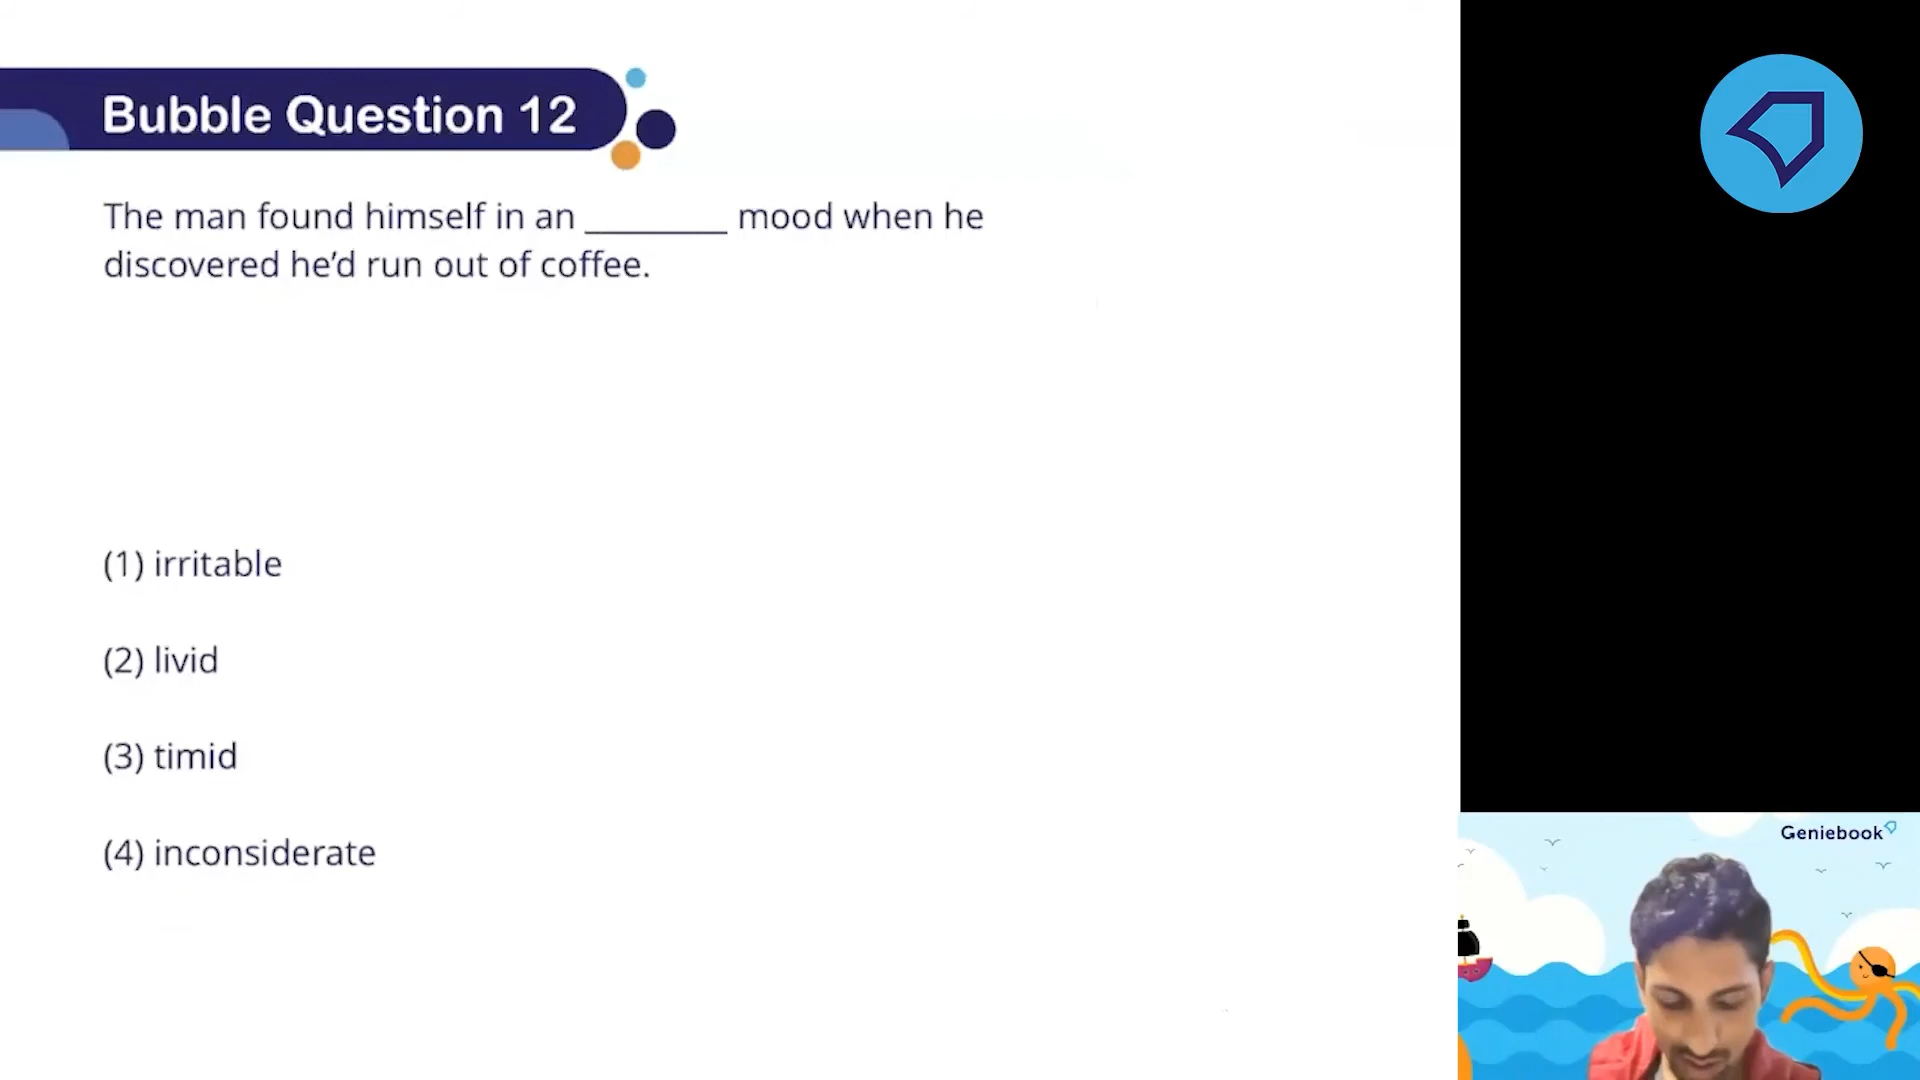 Bubble Question 12
The man found himself in an ________ mood when he
discovered he’d run out of coffee.
(1) irritable
(2) livid
(3) timid
(4) inconsiderate
Geniebook